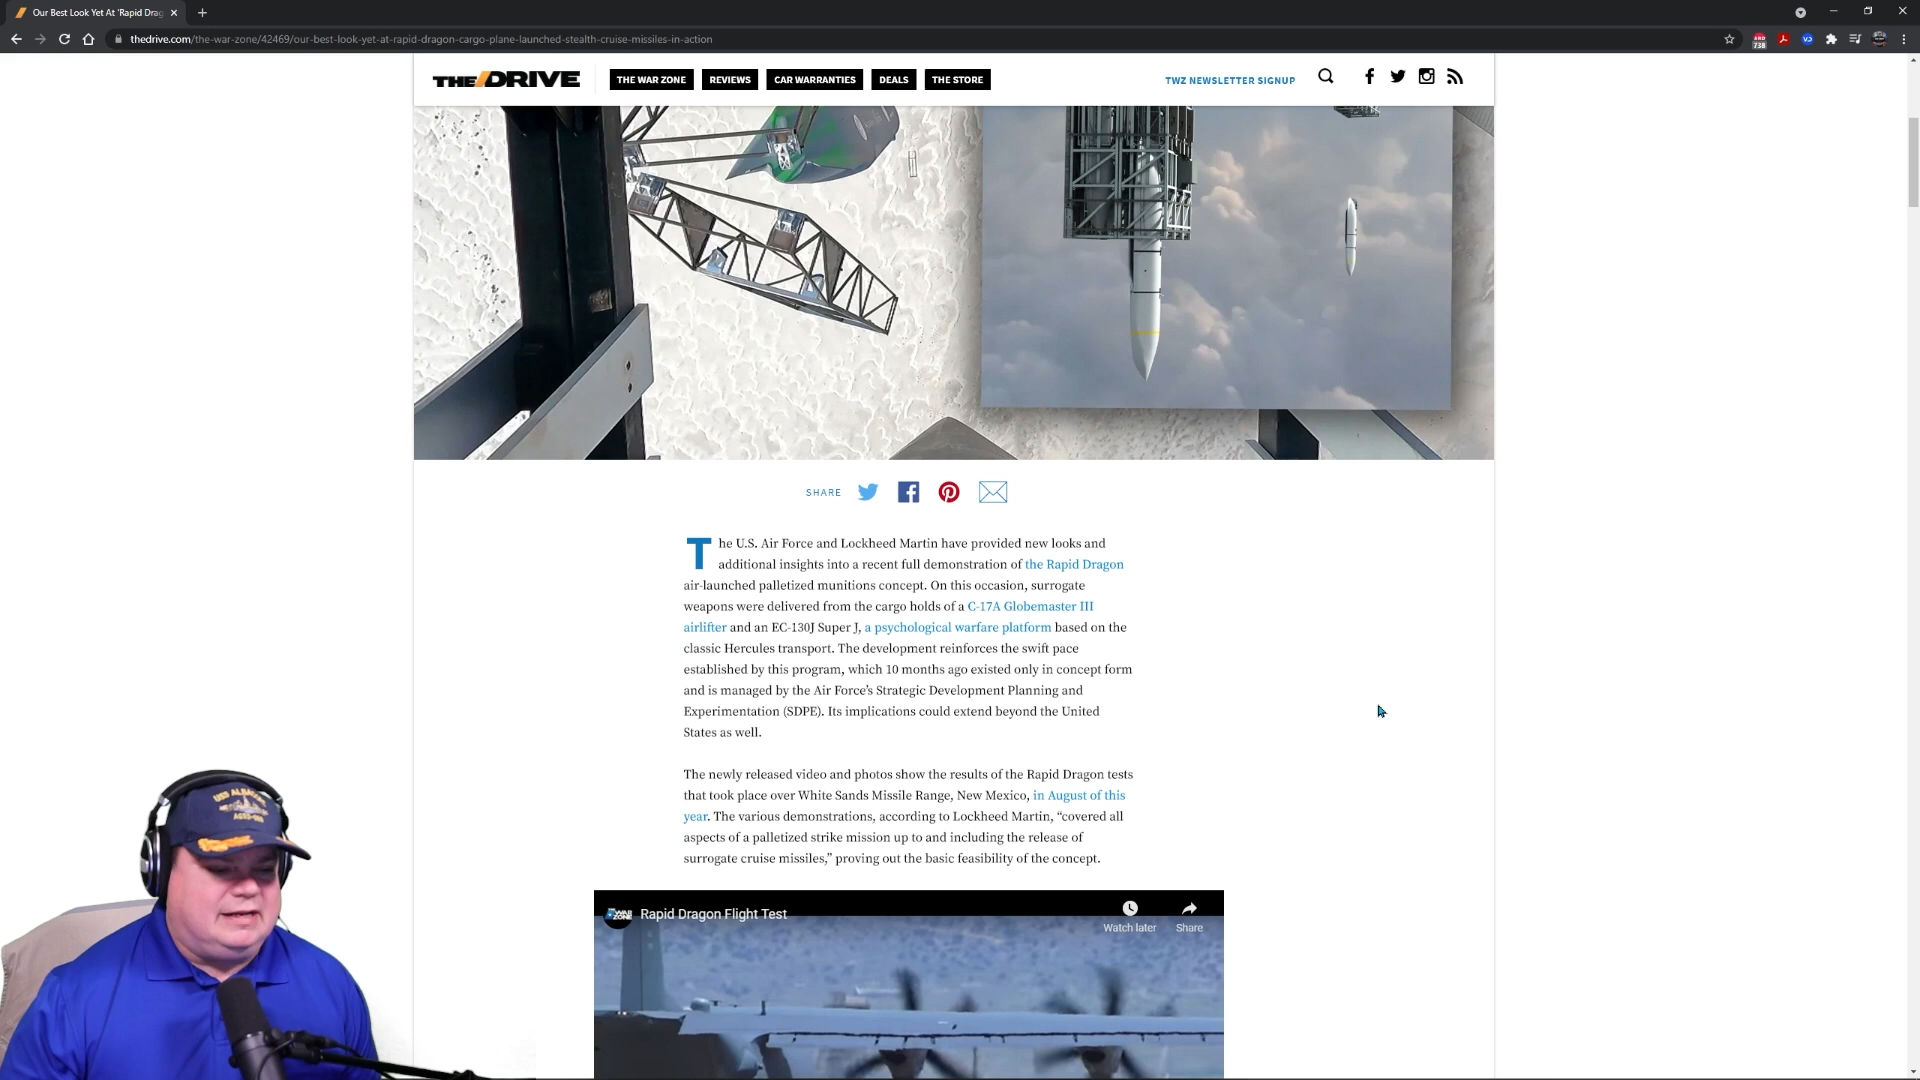 Our Best Look Yet At 'Rapid Drag
thedrive.com/the-war-zone/42469/our-best-look-yet-at-rapid-dragon-cargo-plane-launched-stealth-cruise-missiles-in-action
738
THE DRIVE
THE WAR ZONE
REVIEWS
CAR WARRANTIES
DEALS
THE STORE
TWZ NEWSLETTER SIGNUP
SHARE
The U.S. Air Force and Lockheed Martin have provided new looks and
additional insights into a recent full demonstration of the Rapid Dragon
air-launched palletized munitions concept. On this occasion, surrogate
weapons were delivered from the cargo holds of a C-17A Globemaster III
airlifter and an EC-130J Super J, a psychological warfare platform based on the
classic Hercules transport. The development reinforces the swift pace
established by this program, which 10 months ago existed only in concept form
and is managed by the Air Force's Strategic Development Planning and
Experimentation (SDPE). Its implications could extend beyond the United
States as well.
The newly released video and photos show the results of the Rapid Dragon tests
that took place over White Sands Missile Range, New Mexico, in August of this
year. The various demonstrations, according to Lockheed Martin, “covered all
aspects of a palletized strike mission up to and including the release of
surrogate cruise missiles,” proving out the basic feasibility of the concept.
WAR
ZONE
Rapid Dragon Flight Test
Watch later
Share